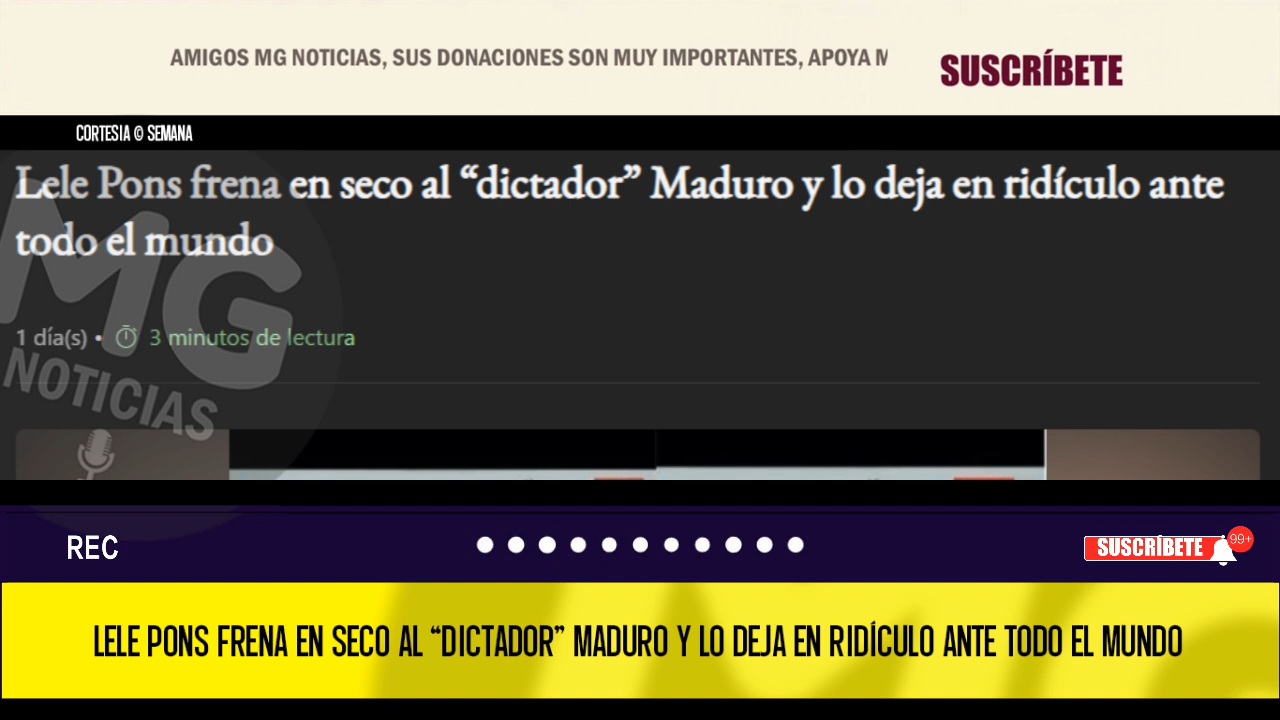 AMIGOS MG NOTICIAS, SUS DONACIONES SON MUY IMPORTANTES, APOYA M
SUSCRÍBETE
CORTESIA © SEMANA
Lele Pons frena en seco al “dictador” Maduro y lo deja en ridículo ante
todo el mundo
MG
1 día(s) • 3 minutos de lectura
NOTICIAS
REC
SUSCRÍBETE
99+
LELE PONS FRENA EN SECO AL “DICTADOR” MADURO Y LO DEJA EN RIDÍCULO ANTE TODO EL MUNDO